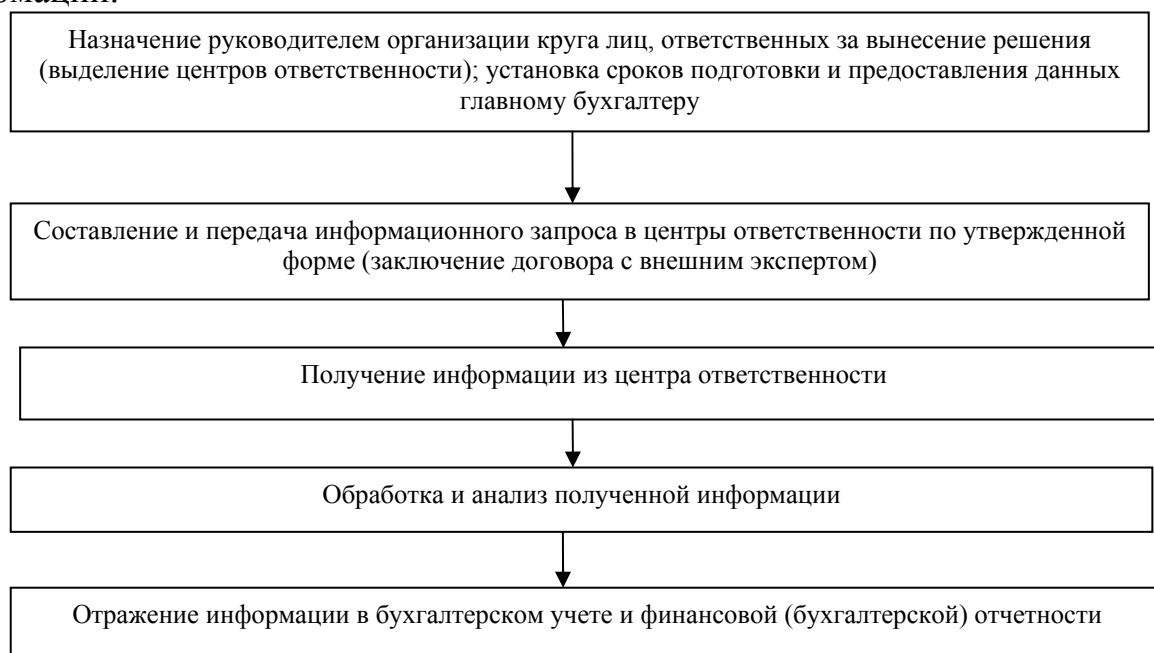 Назначение руководителем организации круга лиц, ответственных за вынесение решения
(выделение центров ответственности); установка сроков подготовки и предоставления данных
главному бухгалтеру
Составление и передача информационного запроса в центры ответственности по утвержденной
форме (заключение договора с внешним экспертом)
Получение информации из центра ответственности
Обработка и анализ полученной информации
Отражение информации в бухгалтерском учете и финансовой (бухгалтерской) отчетности